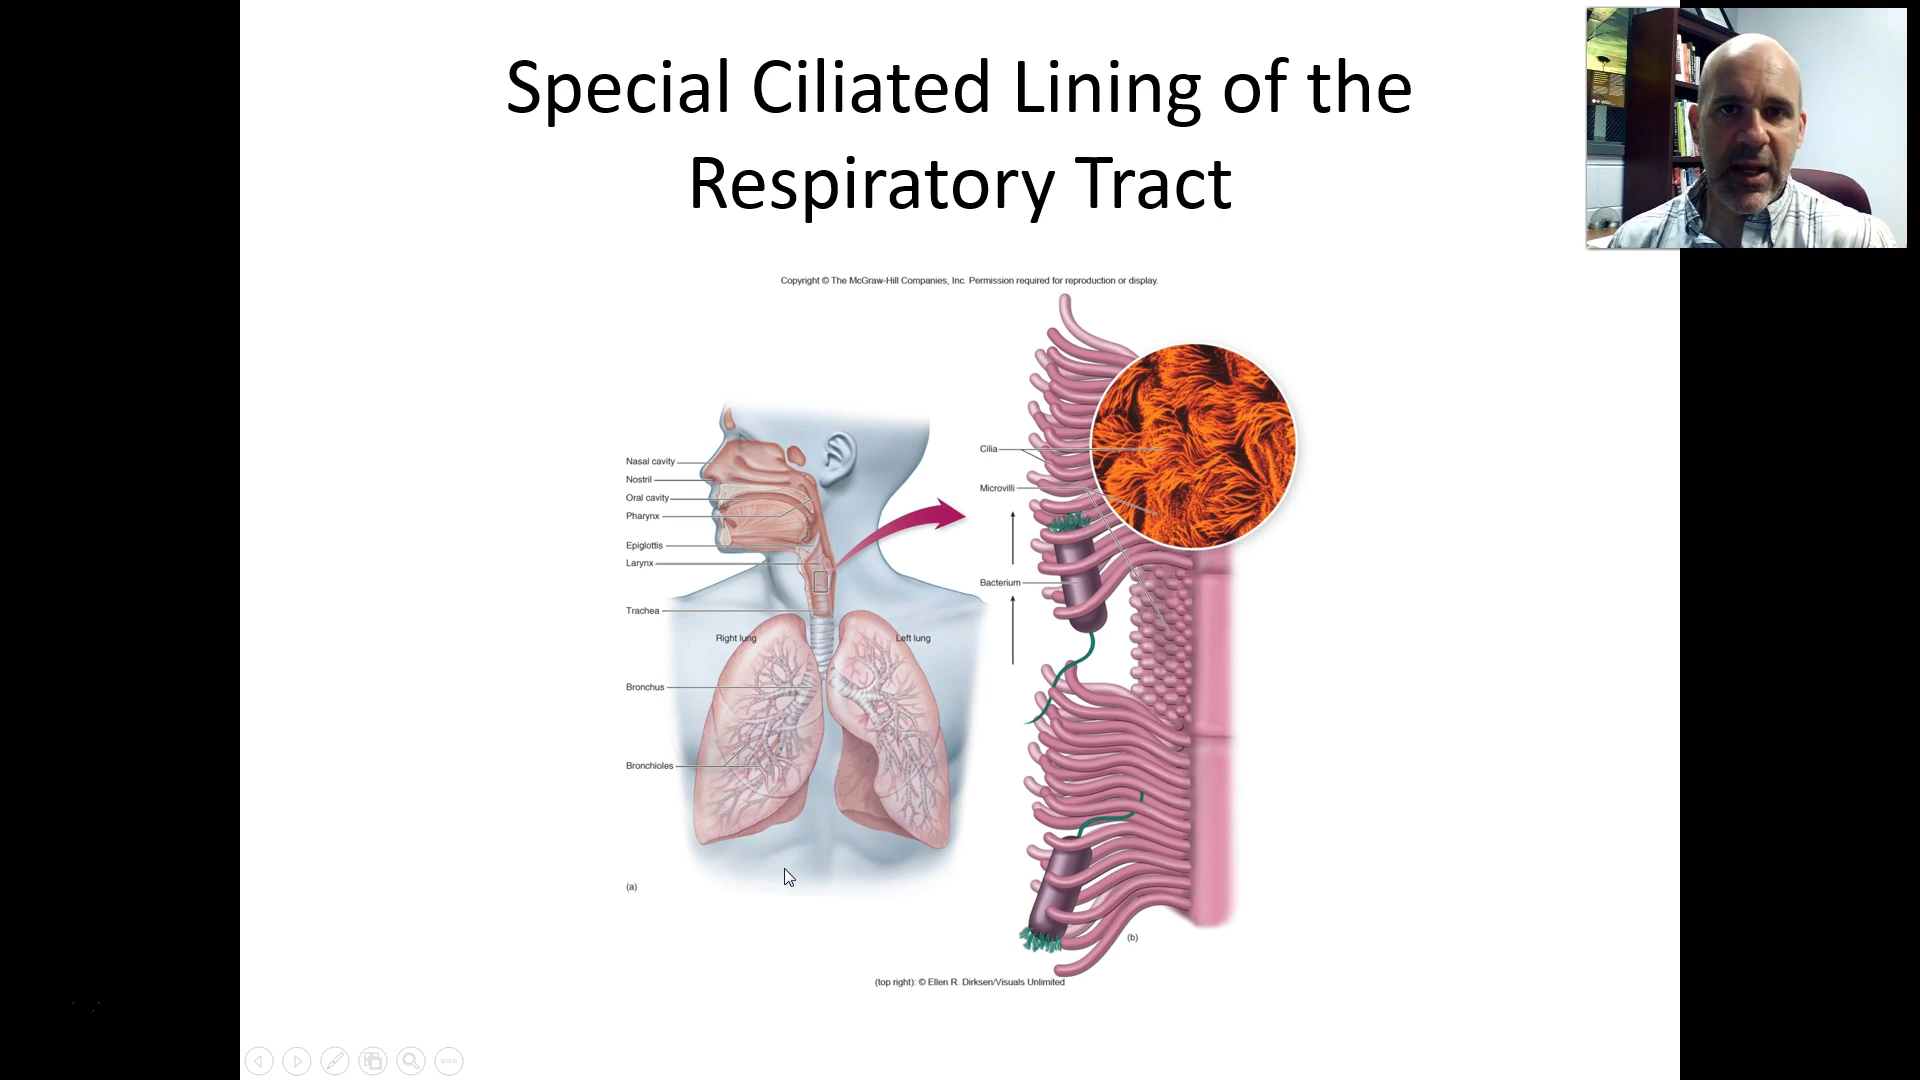 Special Ciliated Lining of the
Respiratory Tract
Copyright © The McGraw-Hill Companies, Inc. Permission required for reproduction or display.
Nasal cavity
Nostril
Oral cavity
Pharynx
Epiglottis
Larynx
Trachea
Right lung
Left lung
Bronchus
Bronchioles
(a)
Cilia
Microvilli
Bacterium
(b)
(top right): © Ellen R. Dirksen/Visuals Unlimited